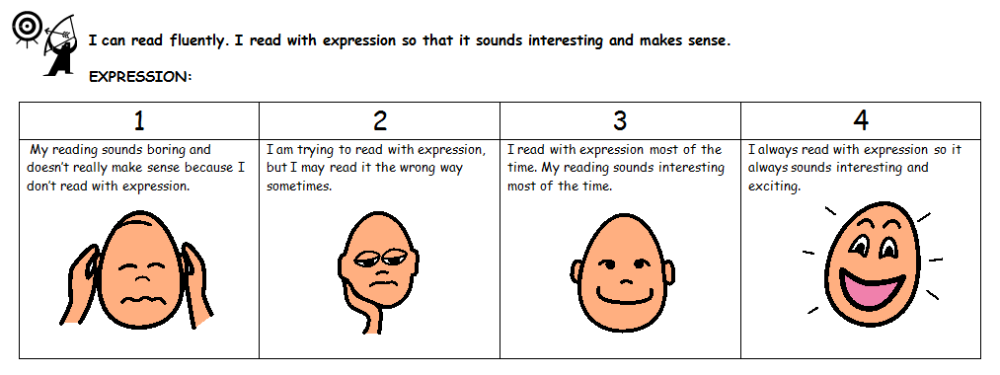 I can read fluently. I read with expression so that it sounds interesting and makes sense.
EXPRESSION:
1
2
3
4
My reading sounds boring and
doesn't really make sense because I
don't read with expression.
I am trying to read with expression,
but I may read it the wrong way
sometimes.
I read with expression most of the
time. My reading sounds interesting
most of the time.
I always read with expression so it
always sounds interesting and
exciting.